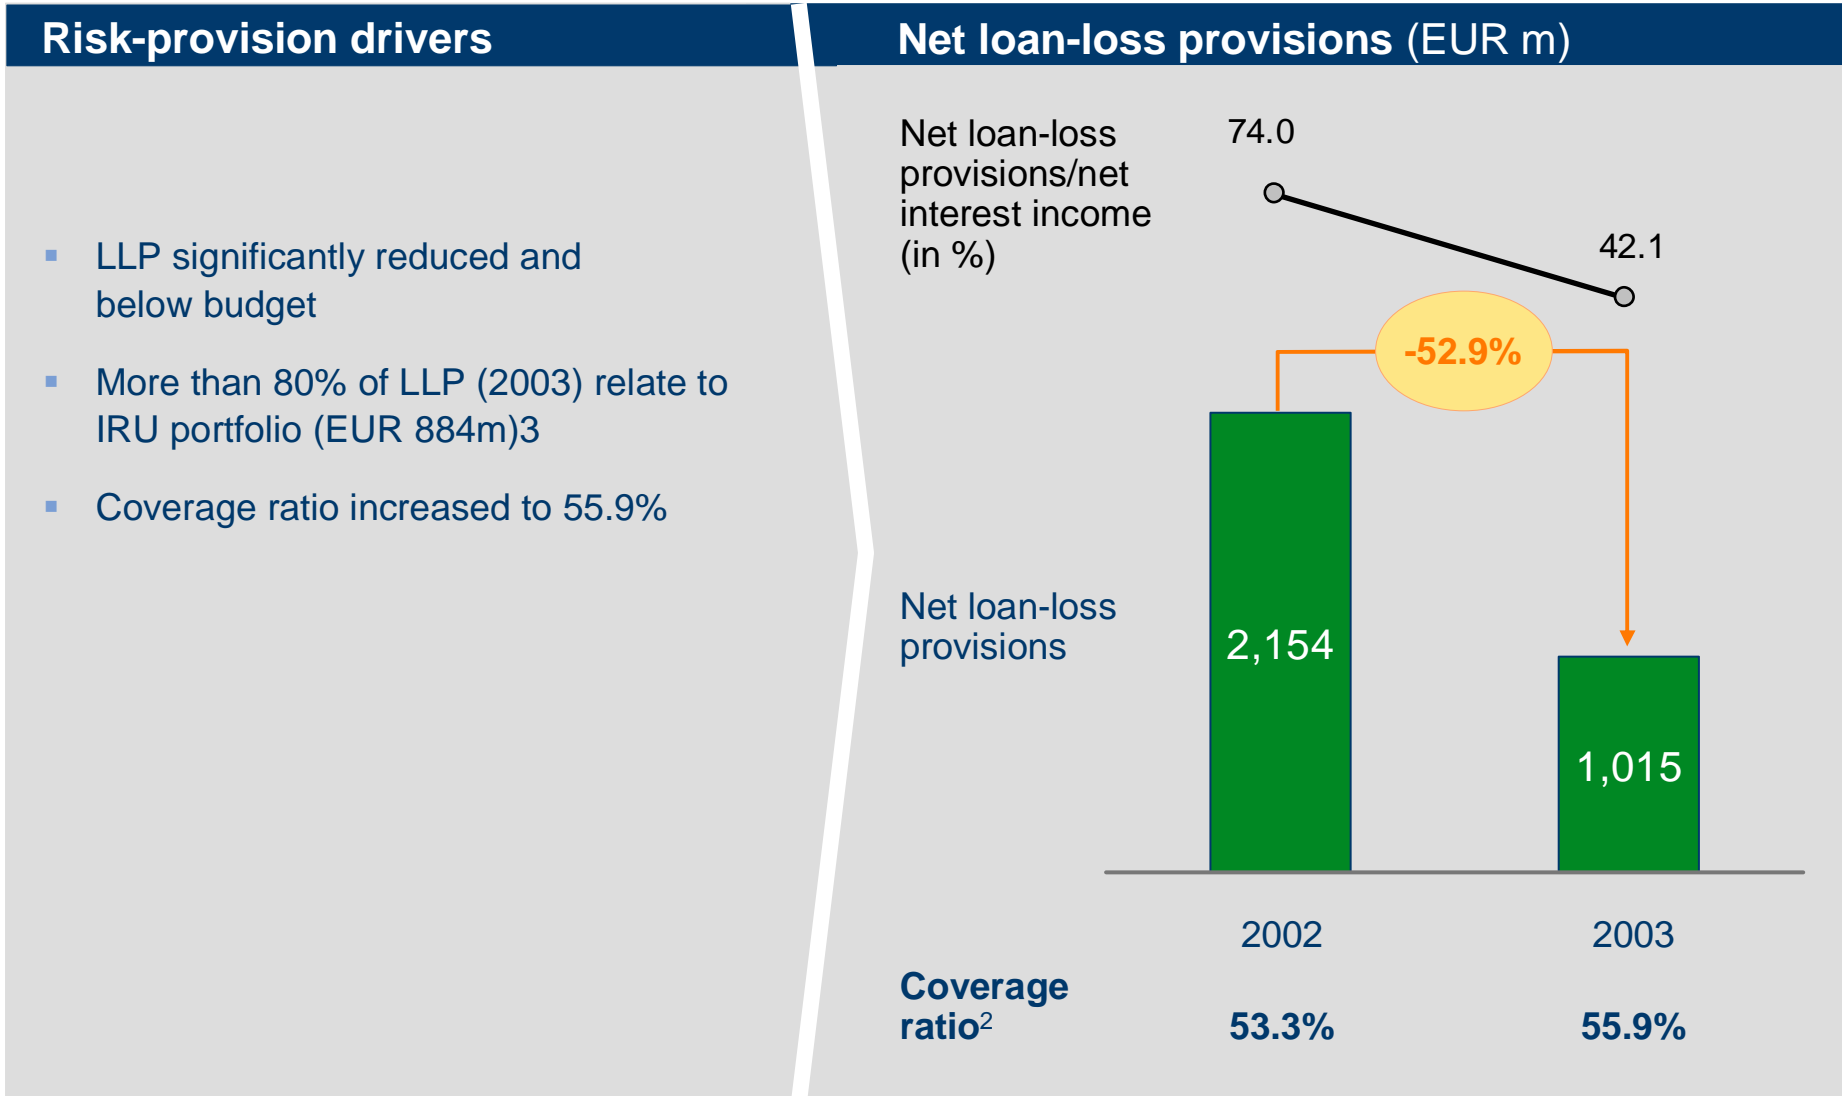 Risk-provision drivers
LLP significantly reduced and
below budget
More than 80% of LLP (2003) relate to
IRU portfolio (EUR 884m)3
Coverage ratio increased to 55.9%
Net loan-loss provisions (EUR m)
Net loan-loss
provisions/net
interest income
(in %)
74.0
42.1
-52.9%
Net loan-loss
provisions
2,154
1,015
2002 2003
Coverage
ratio2 53.3% 55.9%